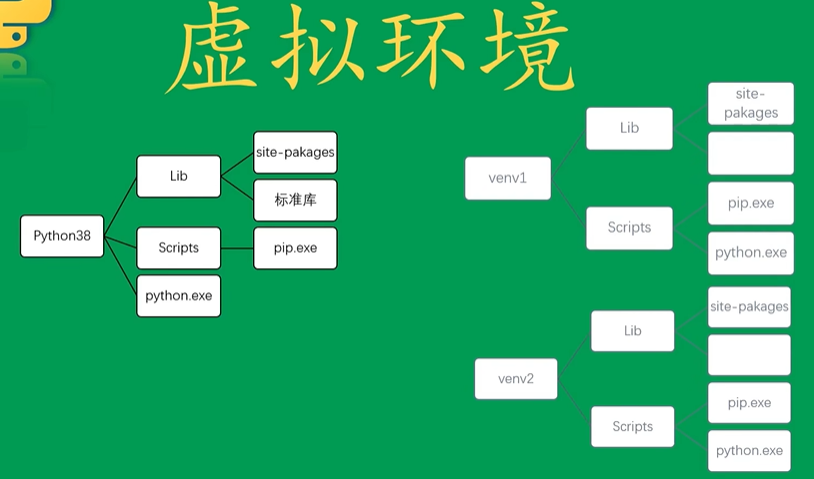 虚拟环境
Python38
Lib
site-pakages
标准库
Scripts
pip.exe
python.exe
venv1
Lib
site-
pakages
Scripts
pip.exe
python.exe
venv2
Lib
site-pakages
Scripts
pip.exe
python.exe